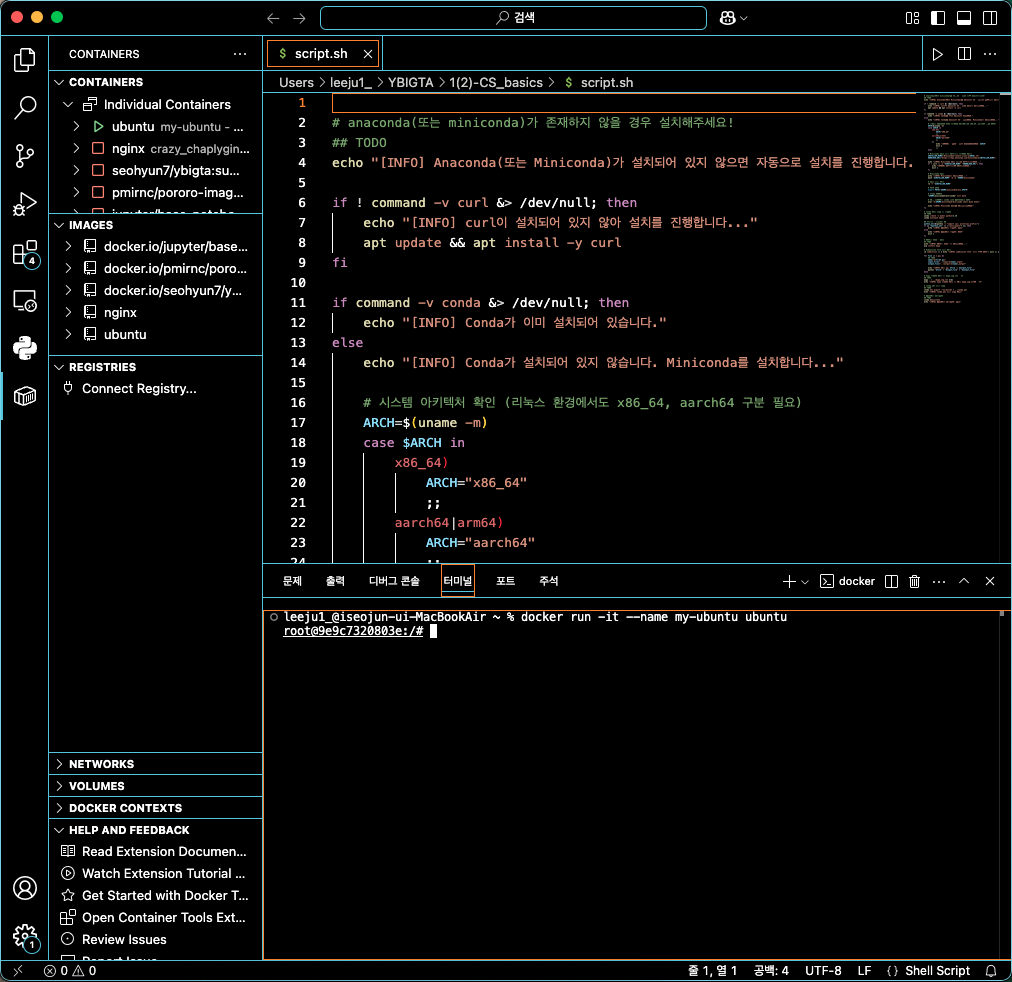 검색
CONTAINERS ···
$ script.sh
Users > leeju1_ > YBIGTA > 1(2)-CS_basics > $ script.sh
CONTAINERS
Individual Containers
ubuntu my-ubuntu - ...
nginx crazy_chaplygin...
seohyun7/ybigta:su...
pmirnc/pororo-imag...
IMAGES
docker.io/jupyter/base...
docker.io/pmirnc/poro...
docker.io/seohyun7/y...
nginx
ubuntu
REGISTRIES
Connect Registry...
NETWORKS
VOLUMES
DOCKER CONTEXTS
HELP AND FEEDBACK
Read Extension Documen...
Watch Extension Tutorial ...
Get Started with Docker T...
Open Container Tools Ext...
Review Issues
Report Issue
4
1
1
2 # anaconda(또는 miniconda)가 존재하지 않을 경우 설치해주세요!
3 ## TODO
4 echo "[INFO] Anaconda(또는 Miniconda)가 설치되어 있지 않으면 자동으로 설치를 진행합니다.
5
6 if ! command -v curl &> /dev/null; then
7 echo "[INFO] curl이 설치되어 있지 않아 설치를 진행합니다..."
8 apt update && apt install -y curl
9 fi
10
11 if command -v conda &> /dev/null; then
12 echo "[INFO] Conda가 이미 설치되어 있습니다."
13 else
14 echo "[INFO] Conda가 설치되어 있지 않습니다. Miniconda를 설치합니다..."
15
16 # 시스템 아키텍처 확인 (리눅스 환경에서도 x86_64, aarch64 구분 필요)
17 ARCH=$(uname -m)
18 case $ARCH in
19 x86_64)
20 ARCH="x86_64"
21 ;;
22 aarch64|arm64)
23 ARCH="aarch64"
24 ;;
문제 출력 디버그 콘솔 터미널 포트 주석
docker
leeju1_@iseojun-ui-MacBookAir ~ % docker run -it --name my-ubuntu ubuntu
root@9e9c7320803e:/#
0 0 줄 1, 열 1 공백: 4 UTF-8 LF {} Shell Script